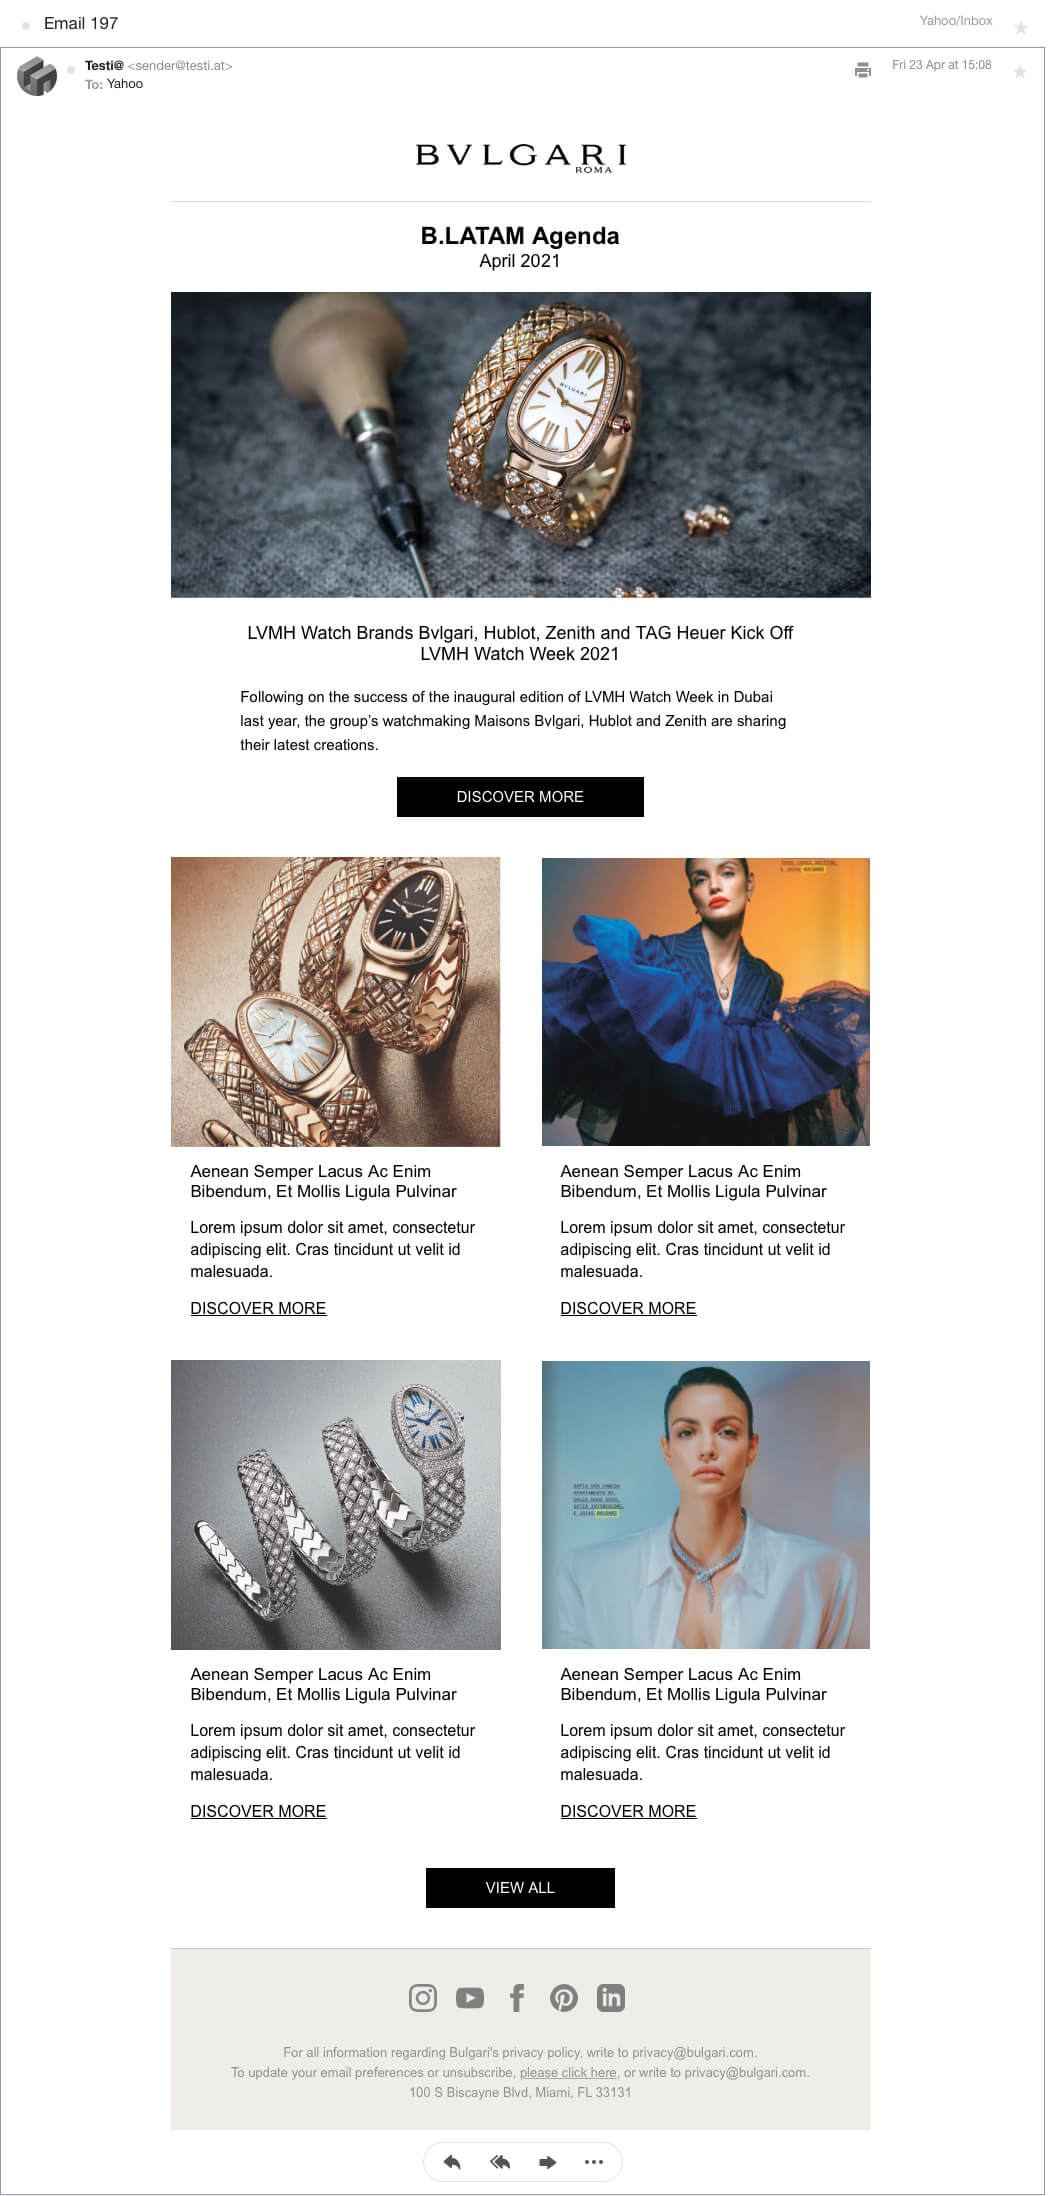 Email 197
Yahoo/Inbox
Testi@ <sender@testi.at>
Fri 23 Apr at 15:08
To: Yahoo
BVLGARI
ROMA
B.LATAM Agenda
April 2021
BVLGARI
LVMH Watch Brands Bvlgari, Hublot, Zenith and TAG Heuer Kick Off
LVMH Watch Week 2021
Following on the success of the inaugural edition of LVMH Watch Week in Dubai
last year, the group's watchmaking Maisons Bvlgari, Hublot and Zenith are sharing
their latest creations.
DISCOVER MORE
BVLGARI
BVLGARI
E JOIAS BULGARI
Aenean Semper Lacus Ac Enim
Bibendum, Et Mollis Ligula Pulvinar
Lorem ipsum dolor sit amet, consectetur
adipiscing elit. Cras tincidunt ut velit id
malesuada.
DISCOVER MORE
Aenean Semper Lacus Ac Enim
Bibendum, Et Mollis Ligula Pulvinar
Lorem ipsum dolor sit amet, consectetur
adipiscing elit. Cras tincidunt ut velit id
malesuada.
DISCOVER MORE
E JOIAS BULGARI
Aenean Semper Lacus Ac Enim
Bibendum, Et Mollis Ligula Pulvinar
Lorem ipsum dolor sit amet, consectetur
adipiscing elit. Cras tincidunt ut velit id
malesuada.
DISCOVER MORE
Aenean Semper Lacus Ac Enim
Bibendum, Et Mollis Ligula Pulvinar
Lorem ipsum dolor sit amet, consectetur
adipiscing elit. Cras tincidunt ut velit id
malesuada.
DISCOVER MORE
VIEW ALL
For all information regarding Bulgari's privacy policy, write to privacy@bulgari.com.
To update your email preferences or unsubscribe, please click here, or write to privacy@bulgari.com.
100 S Biscayne Blvd, Miami, FL 33131